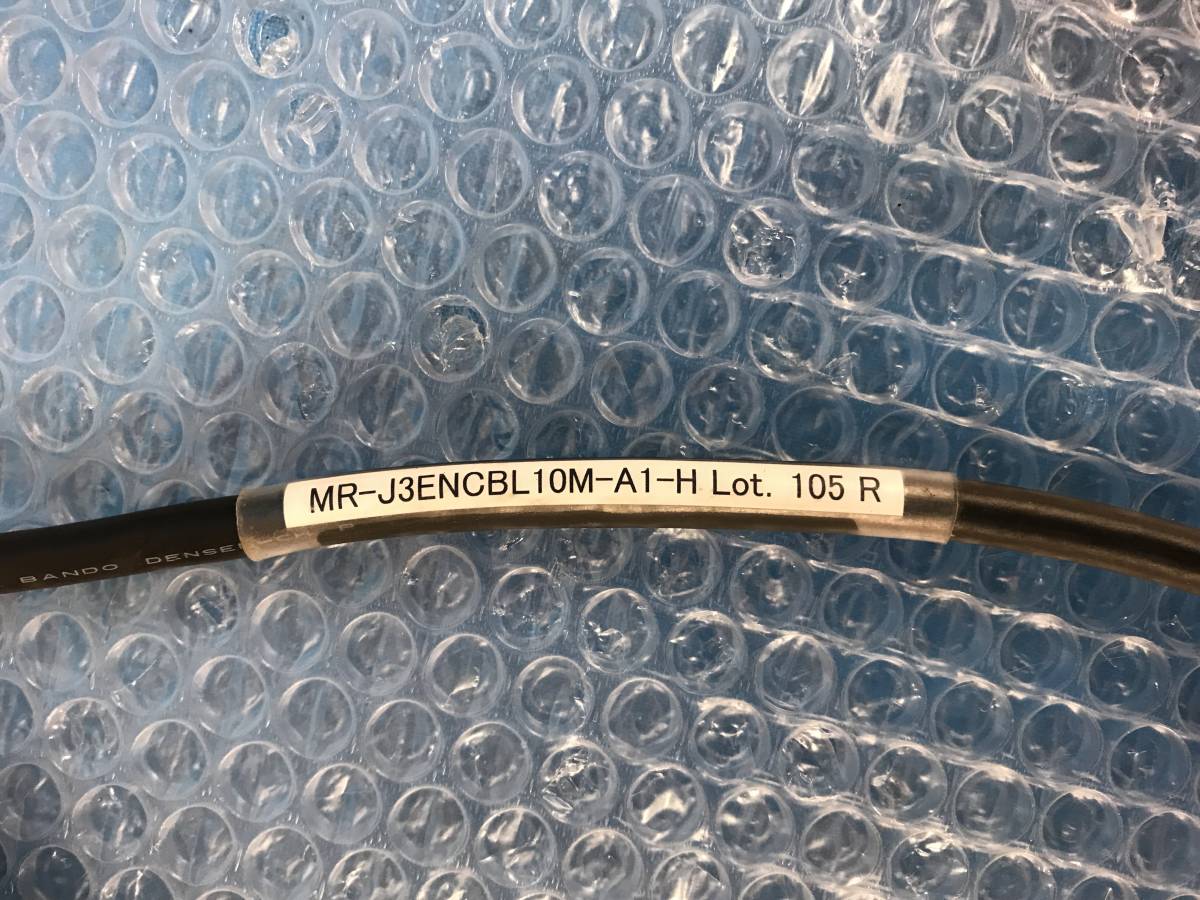 MR-J3ENCBL10M-A1-H Lot. 105 R
BANDO DENSEN